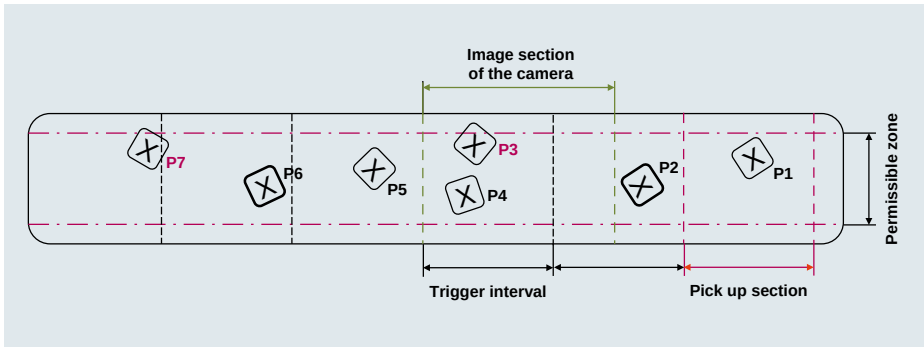 Image section
of the camera
P7
P6
P5
P3
P4
P2
P1
Permissible zone
Trigger interval
Pick up section